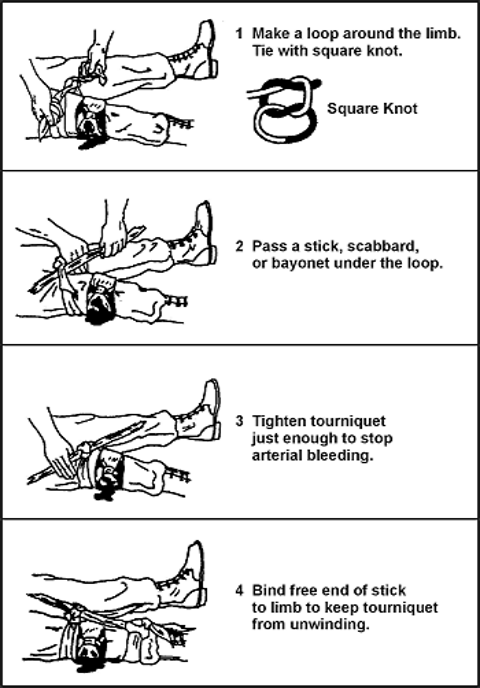 1 Make a loop around the limb.
Tie with square knot.
Square Knot
2 Pass a stick, scabbard,
or bayonet under the loop.
3 Tighten tourniquet
just enough to stop
arterial bleeding.
4 Bind free end of stick
to limb to keep tourniquet
from unwinding.